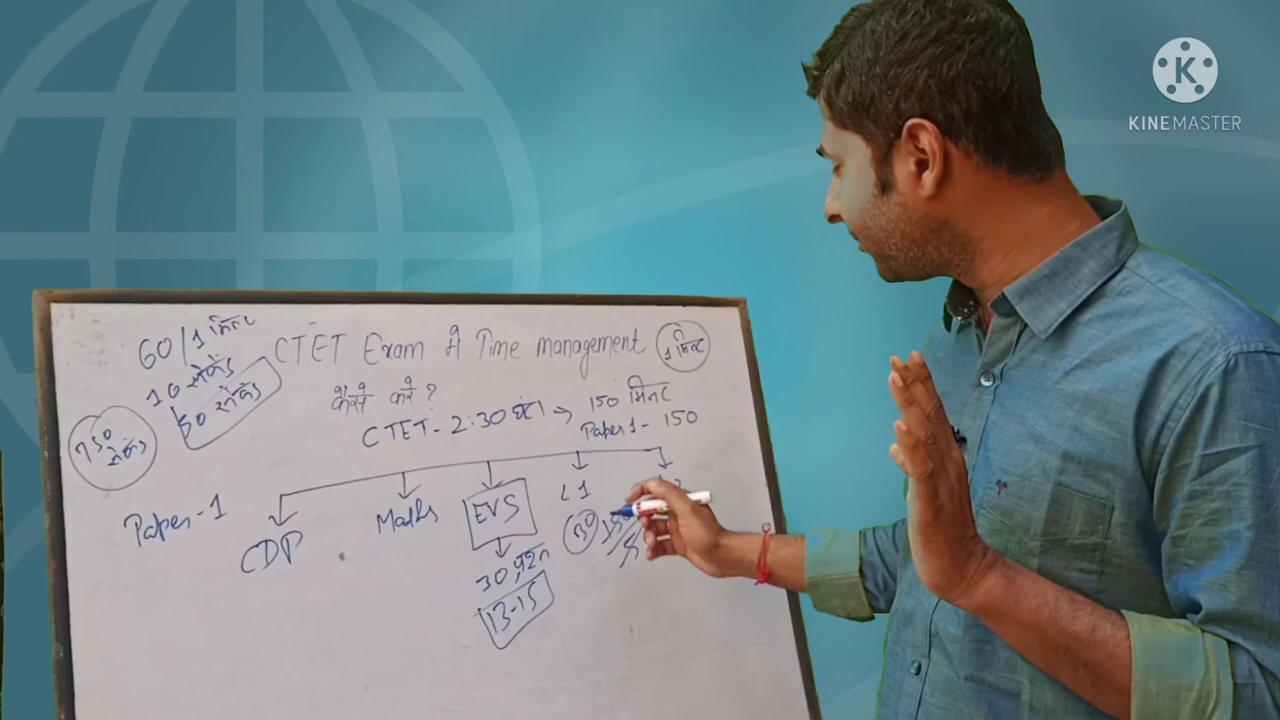 60/1 मिनट
10 सेकेंड
50 सेकेंड
CTET Exam में Time management
1 मिनट
कैसे करे ?
CTET - 2:30 घंटा → 150 मिनट
Paper 1 - 150
Paper - 1
CDP
Maths
EVS
L1
30 प्रश्न
13-15
KINEMASTER